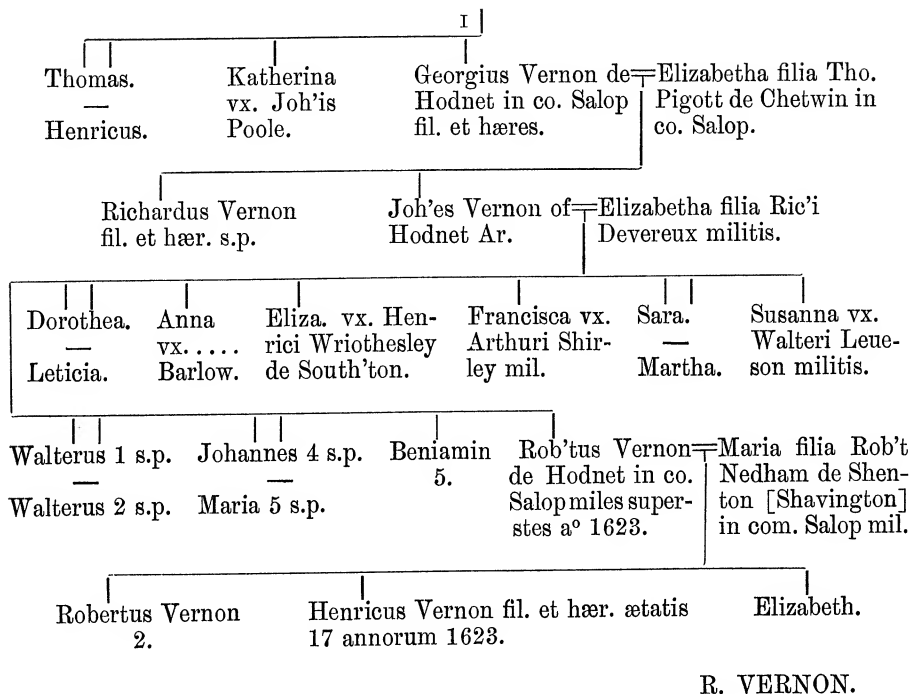 I
Thomas.
—
Henricus.
Katherina
vx. Joh'is
Poole.
Georgius Vernon de
Hodnet in co. Salop
fil. et hæres.
Elizabetha filia Tho.
Pigott de Chetwin in
co. Salop.
Richardus Vernon
fil. et hær. s.p.
Joh'es Vernon of
Hodnet Ar.
Elizabetha filia Ric'i
Devereux militis.
Dorothea.
—
Leticia.
Anna
vx. . . . .
Barlow.
Eliza. vx. Hen-
rici Wriothesley
de South'ton.
Francisca vx.
Arthuri Shir-
ley mil.
Sara.
—
Martha.
Susanna vx.
Walteri Leue-
son militis.
Walterus 1 s.p.
—
Walterus 2 s.p.
Johannes 4 s.p.
—
Maria 5 s.p.
Beniamin
5.
Rob'tus Vernon
de Hodnet in co.
Salop miles super-
stes aº 1623.
Maria filia Rob't
Nedham de Shen-
ton [Shavington]
in com. Salop mil.
Robertus Vernon
2.
Henricus Vernon fil. et hær. ætatis
17 annorum 1623.
Elizabeth.
R. VERNON.